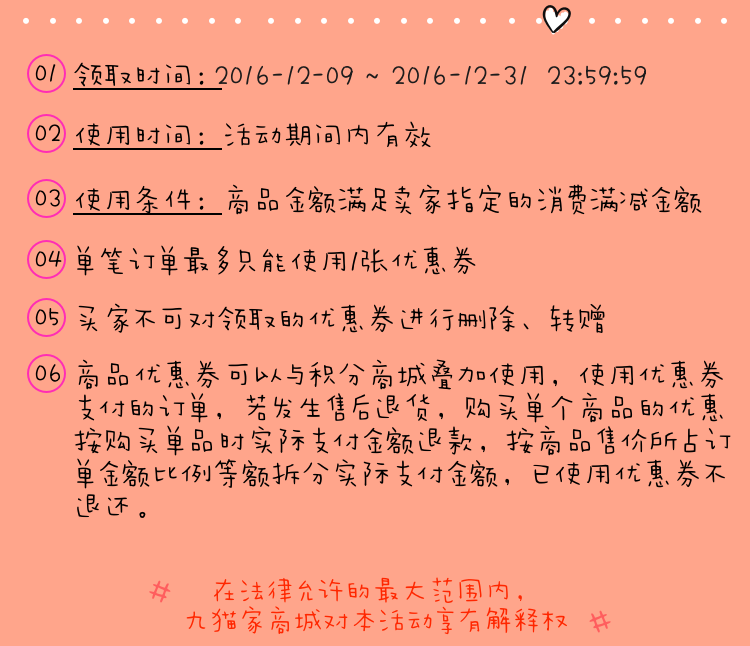 01 领取时间：2016-12-09 ~ 2016-12-31 23:59:59
02 使用时间：活动期间内有效
03 使用条件：商品金额满足卖家指定的消费满减金额
04 单笔订单最多只能使用1张优惠券
05 买家不可对领取的优惠券进行删除、转赠
06 商品优惠券可以与积分商城叠加使用，使用优惠券
支付的订单，若发生售后退货，购买单个商品的优惠
按购买单品时实际支付金额退款，按商品售价所占订
单金额比例等额拆分实际支付金额，已使用优惠券不
退还。
# 在法律允许的最大范围内，
九猫家商城对本活动享有解释权 #